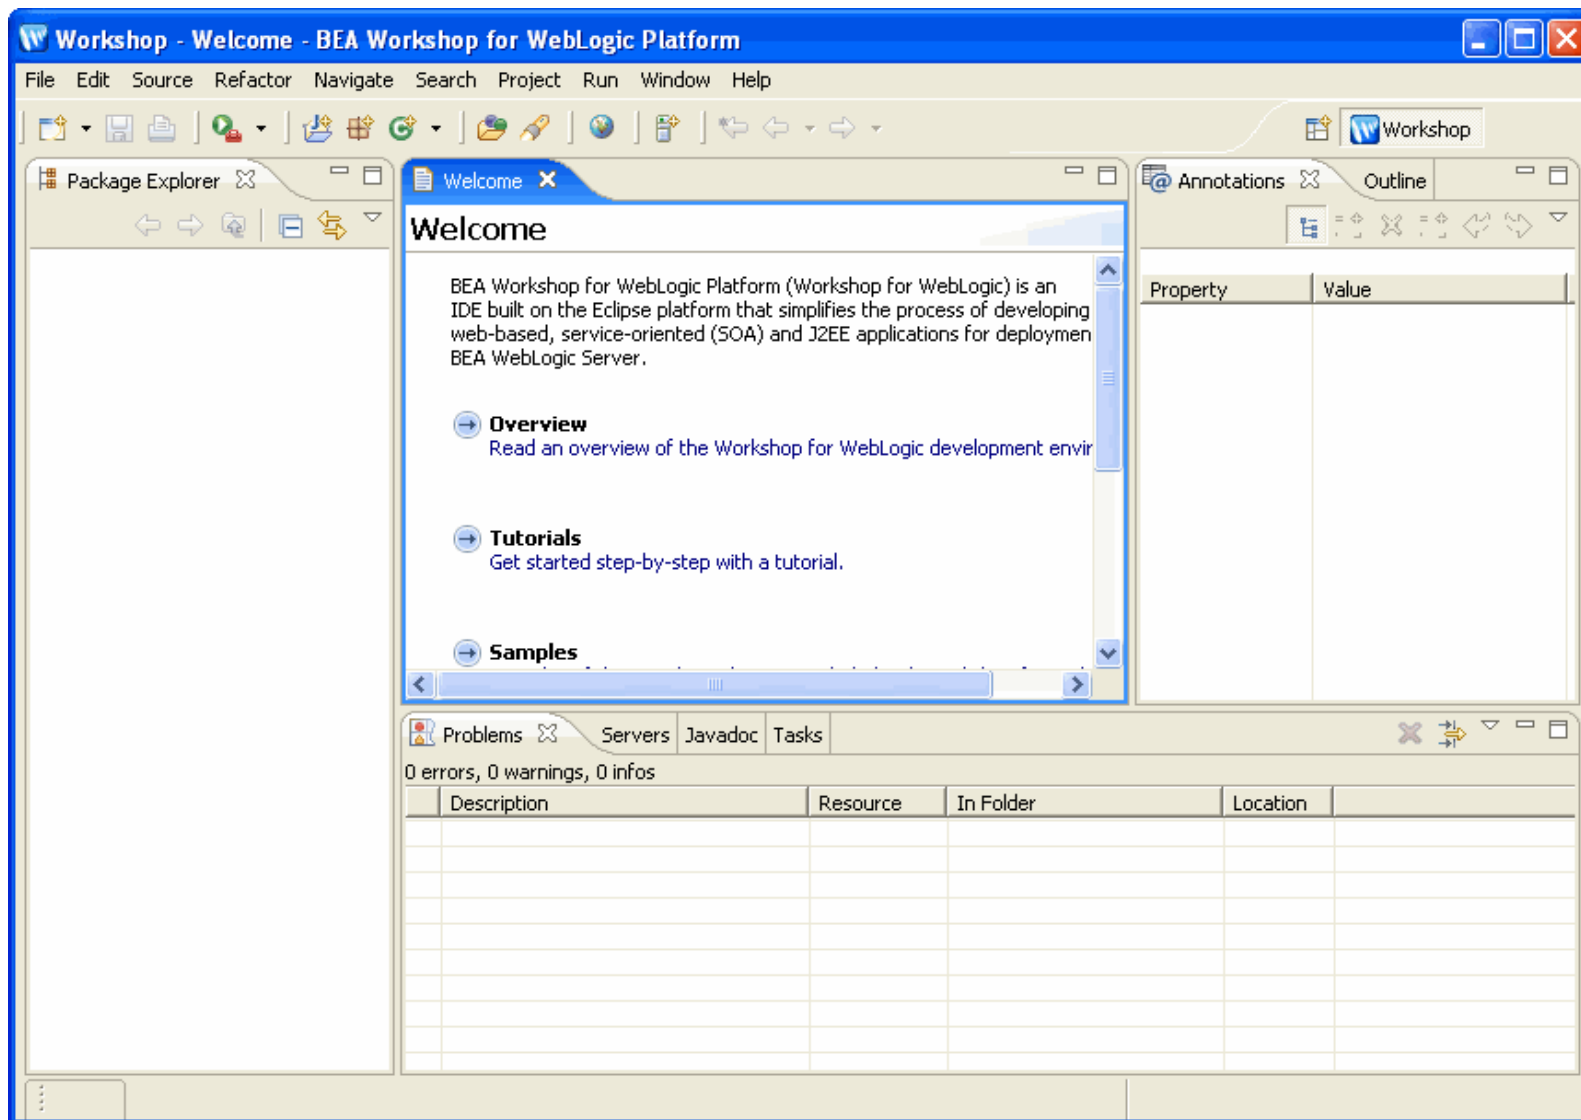 Workshop - Welcome - BEA Workshop for WebLogic Platform
File Edit Source Refactor Navigate Search Project Run Window Help
Workshop
Package Explorer
Welcome
Annotations
Outline
Welcome
BEA Workshop for WebLogic Platform (Workshop for WebLogic) is an
IDE built on the Eclipse platform that simplifies the process of developing
web-based, service-oriented (SOA) and J2EE applications for deploymen
BEA WebLogic Server.
Overview
Read an overview of the Workshop for WebLogic development envir
Tutorials
Get started step-by-step with a tutorial.
Samples
Property Value
Problems Servers Javadoc Tasks
0 errors, 0 warnings, 0 infos
Description Resource In Folder Location